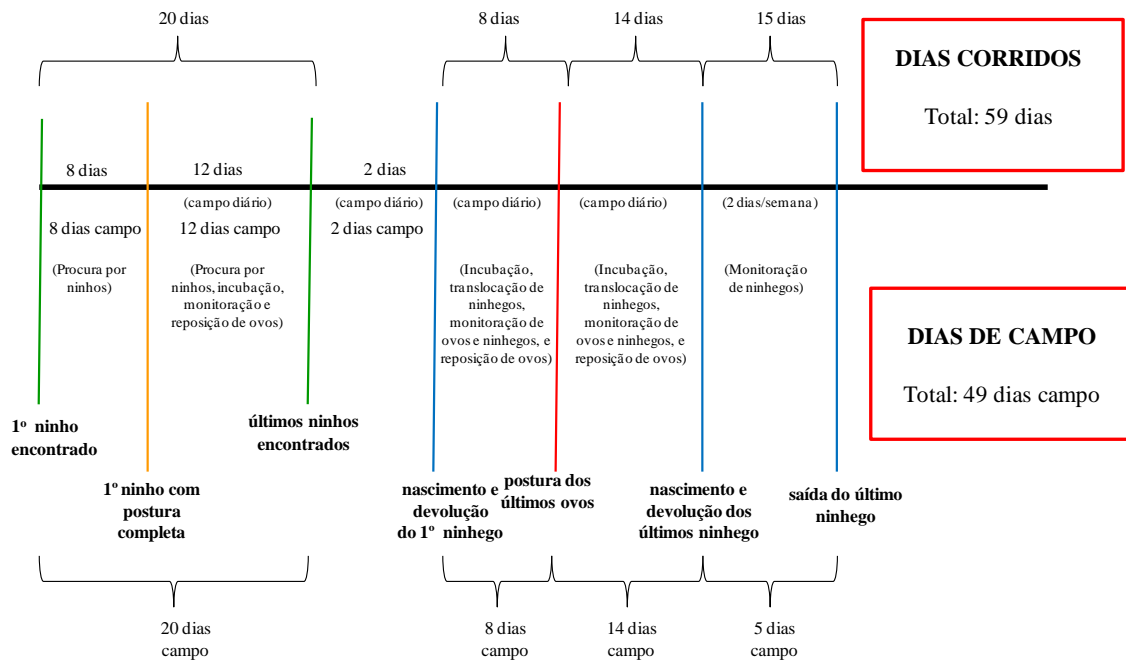 20 dias
8 dias
14 dias
15 dias
DIAS CORRIDOS
Total: 59 dias
8 dias
12 dias
2 dias
(campo diário)
(campo diário)
(campo diário)
(campo diário)
(2 dias/semana)
8 dias campo
12 dias campo
2 dias campo
(Procura por
ninhos)
(Procura por
ninhos, incubação,
monitoração e
reposição de ovos)
(Incubação,
translocação de
ninhegos,
monitoração de
ovos e ninhegos, e
reposição de ovos)
(Incubação,
translocação de
ninhegos,
monitoração de
ovos e ninhegos, e
reposição de ovos)
(Monitoração
de ninhegos)
DIAS DE CAMPO
Total: 49 dias campo
1º ninho
encontrado
1º ninho com
postura
completa
últimos ninhos
encontrados
nascimento e
devolução
do 1º ninhego
postura dos
últimos ovos
nascimento e
devolução dos
últimos ninhego
saída do último
ninhego
20 dias
campo
8 dias
campo
14 dias
campo
5 dias
campo